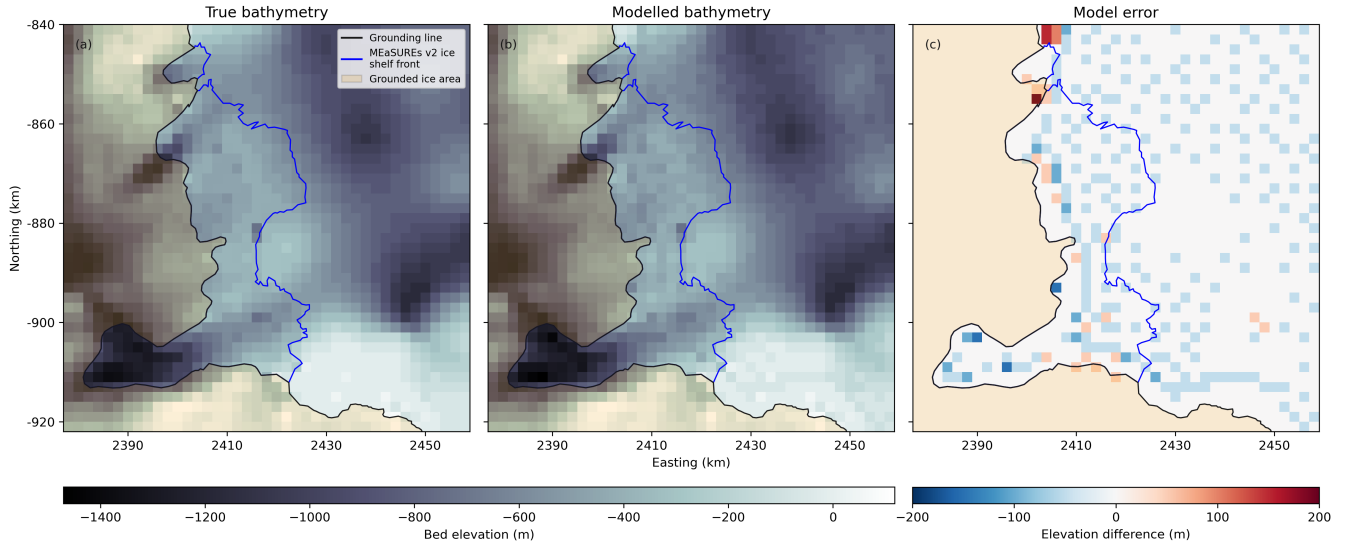 True bathymetry
Modelled bathymetry
Model error
(a)
(b)
(c)
Grounding line
MEaSUREs v2 ice
shelf front
Grounded ice area
Northing (km)
-840
-860
-880
-900
-920
2390
2410
2430
2450
2390
2410
2430
2450
2390
2410
2430
2450
Easting (km)
−1400
−1200
−1000
−800
−600
−400
−200
0
Bed elevation (m)
−200
−100
0
100
200
Elevation difference (m)